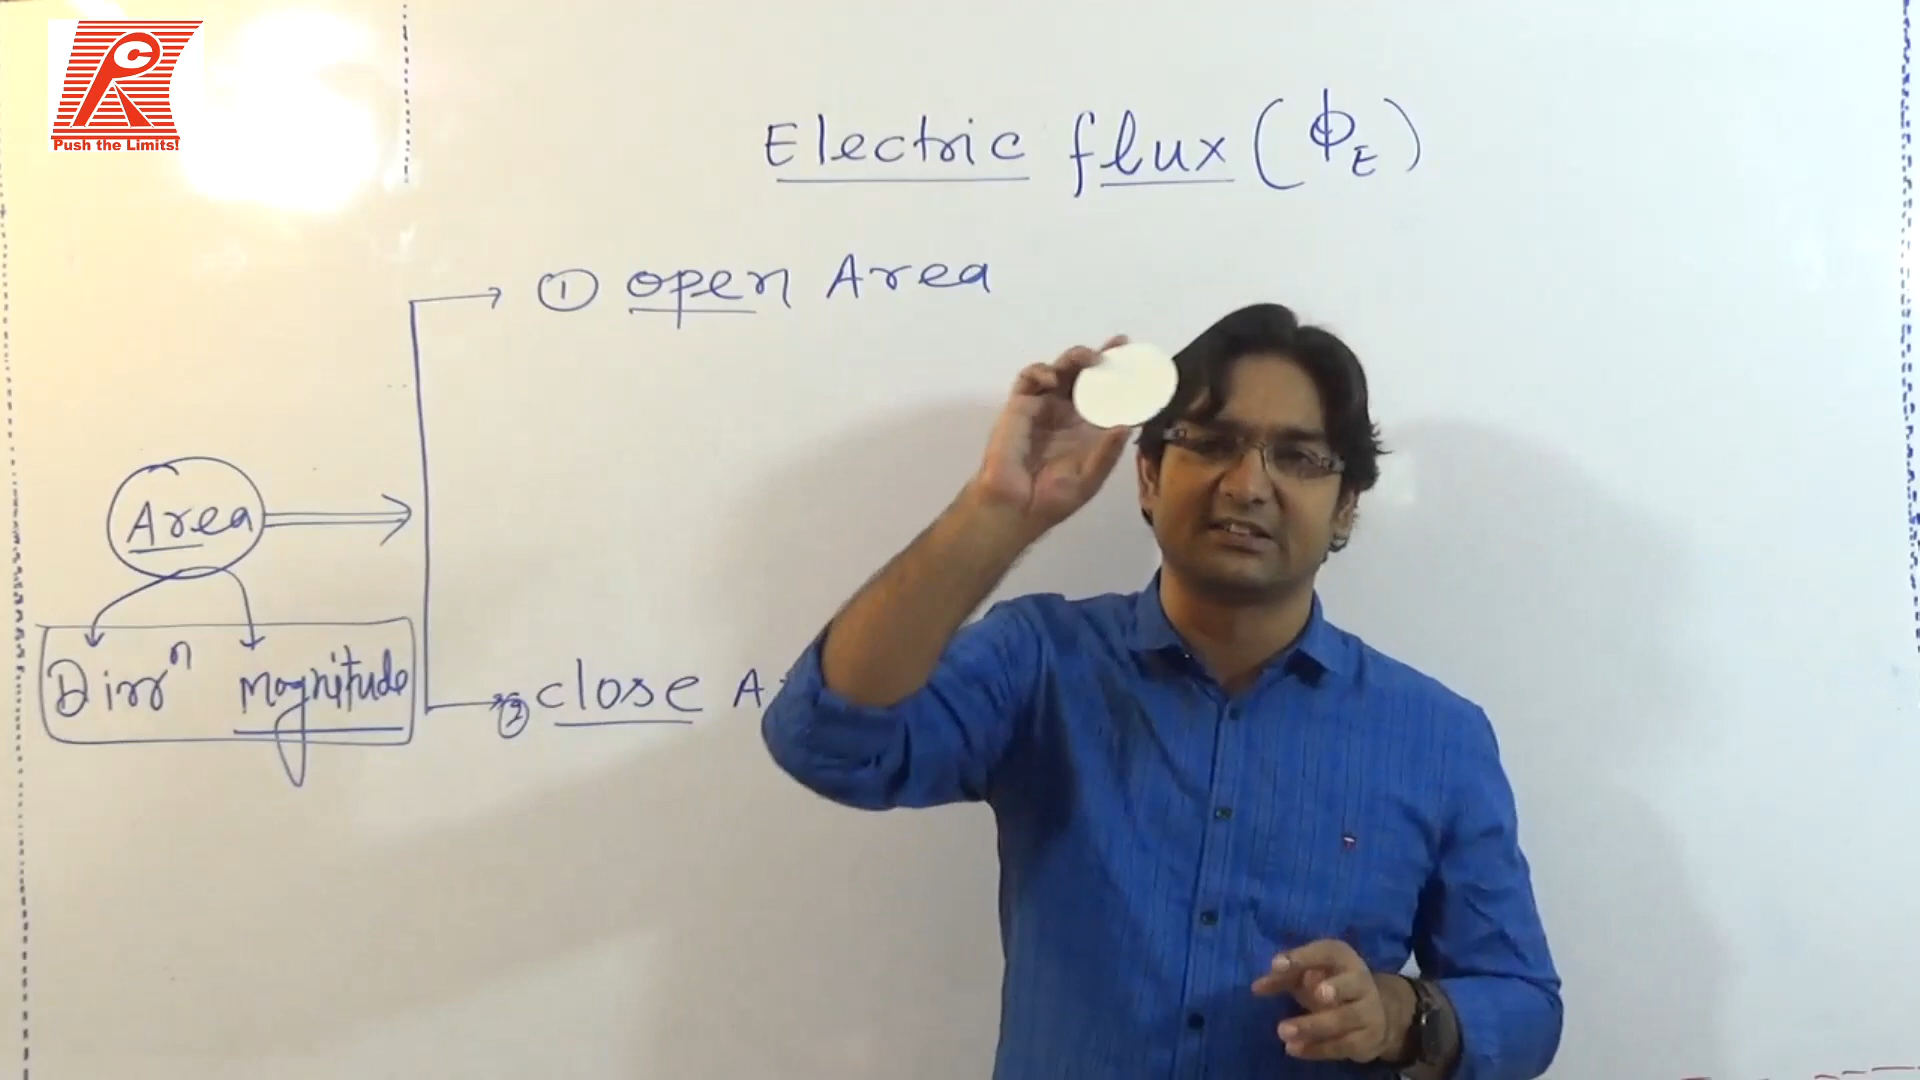 Push the Limits!
Electric flux (ϕE)
① open Area
Area
Dirrⁿ magnitude
② close A